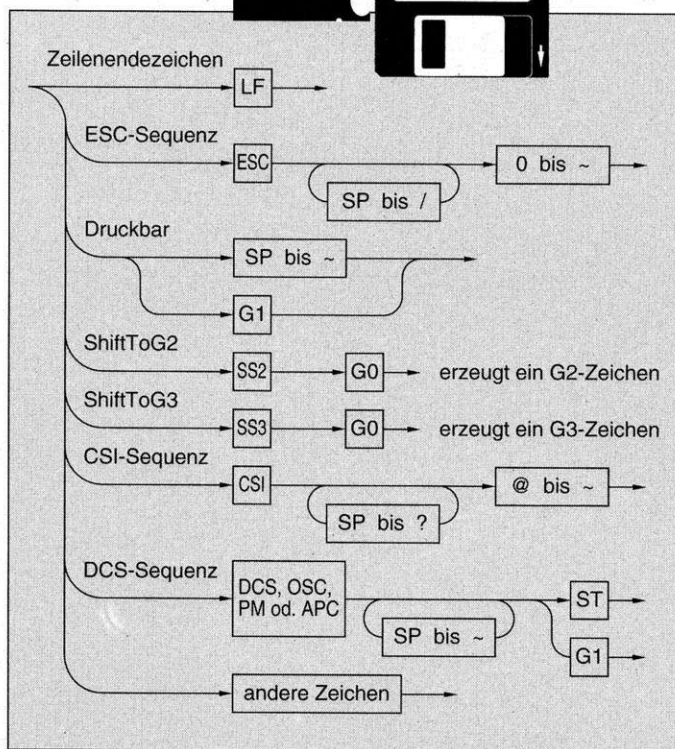 Zeilenendezeichen
LF
ESC-Sequenz
ESC
SP bis /
0 bis ~
Druckbar
SP bis ~
G1
ShiftToG2
SS2
G0
erzeugt ein G2-Zeichen
ShiftToG3
SS3
G0
erzeugt ein G3-Zeichen
CSI-Sequenz
CSI
SP bis ?
@ bis ~
DCS-Sequenz
DCS, OSC,
PM od. APC
SP bis ~
ST
G1
andere Zeichen